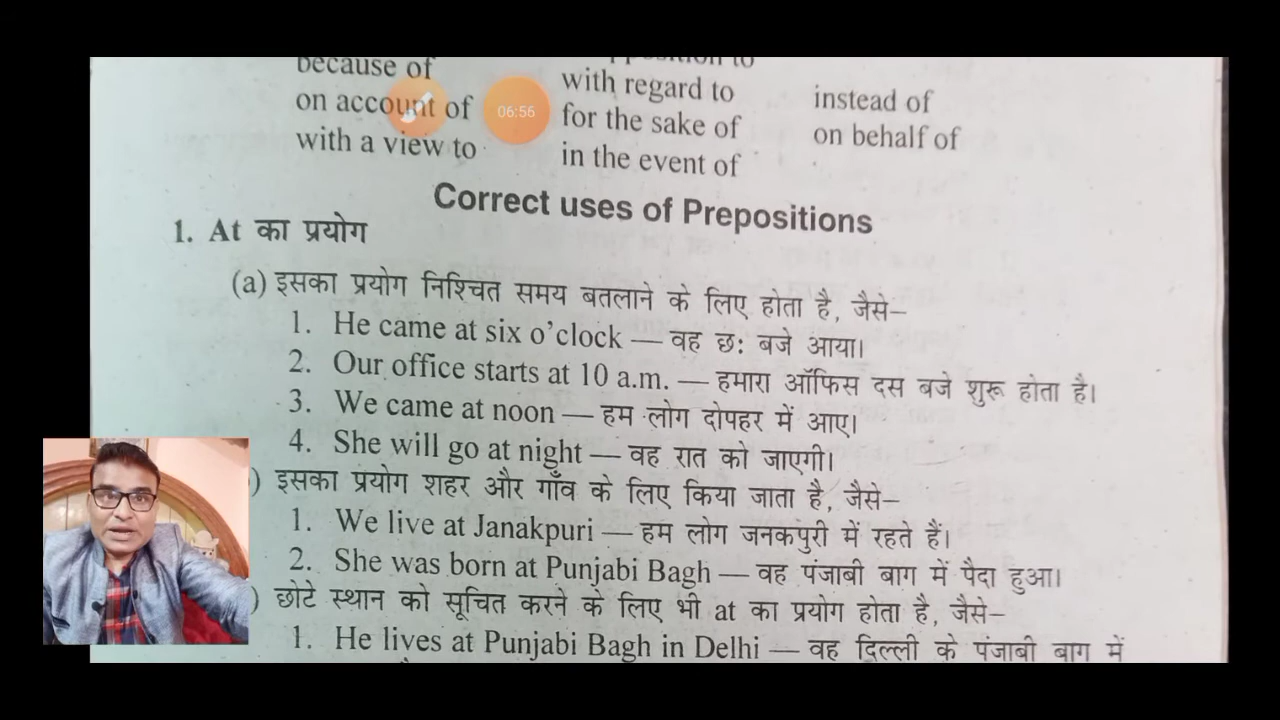 because of
on account of
with a view to
with regard to
for the sake of
in the event of
instead of
on behalf of
06:56
Correct uses of Prepositions
1. At का प्रयोग
(a) इसका प्रयोग निश्चित समय बतलाने के लिए होता है, जैसे–
1. He came at six o'clock — वह छः बजे आया।
2. Our office starts at 10 a.m. — हमारा ऑफिस दस बजे शुरू होता है।
3. We came at noon — हम लोग दोपहर में आए।
4. She will go at night — वह रात को जाएगी।
) इसका प्रयोग शहर और गाँव के लिए किया जाता है, जैसे–
1. We live at Janakpuri — हम लोग जनकपुरी में रहते हैं।
2. She was born at Punjabi Bagh — वह पंजाबी बाग में पैदा हुआ।
) छोटे स्थान को सूचित करने के लिए भी at का प्रयोग होता है, जैसे–
1. He lives at Punjabi Bagh in Delhi — वह दिल्ली के पंजाबी बाग में